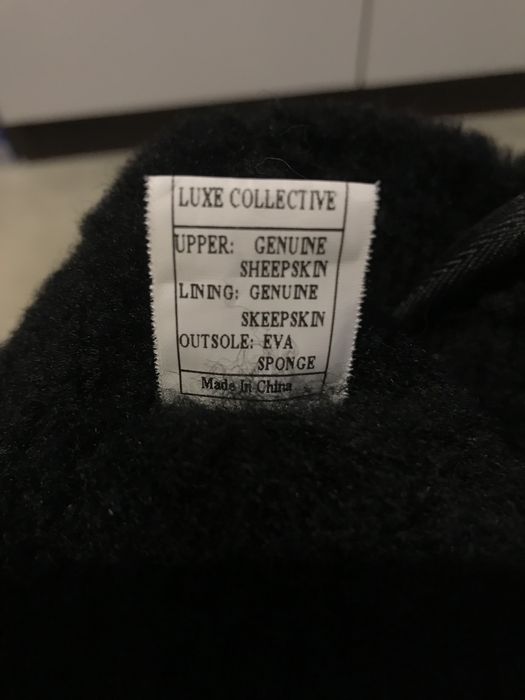 LUXE COLLECTIVE
UPPER: GENUINE
SHEEPSKIN
LINING: GENUINE
SKEEPSKIN
OUTSOLE: EVA
SPONGE
Made In China